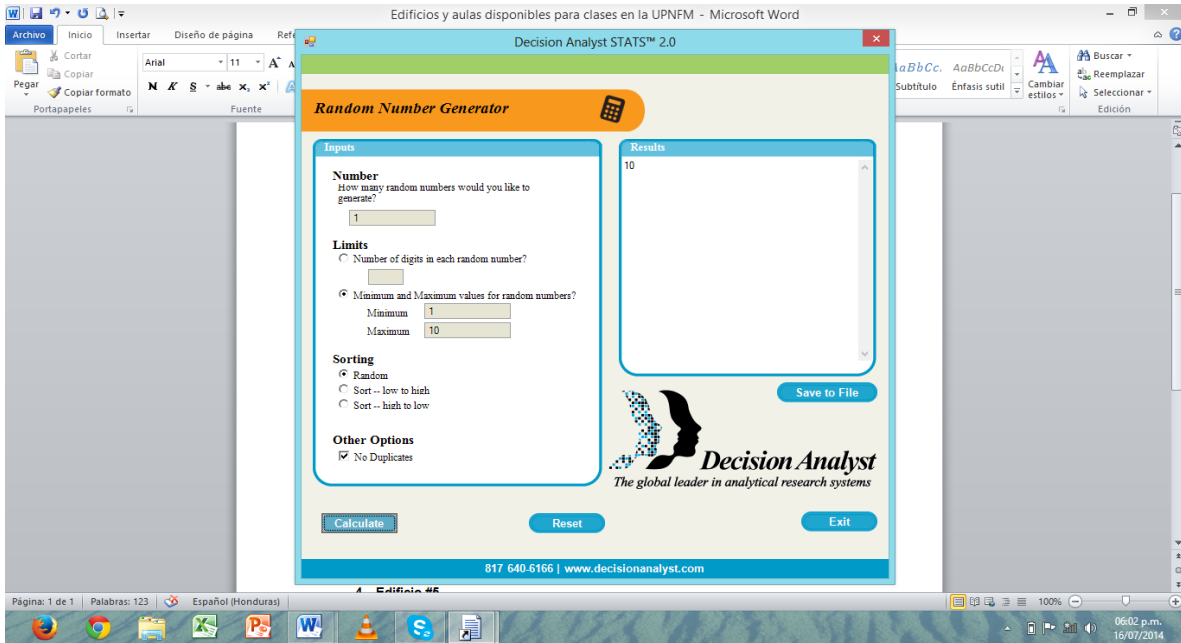 Edificios y aulas disponibles para clases en la UPNFM - Microsoft Word
Archivo Inicio Insertar Diseño de página
Cortar
Copiar
Copiar formato
Pegar
Portapapeles
Arial 11
N K S abe x₂ x²
Fuente
AaBbCcDc
Subtítulo Énfasis sutil
Cambiar estilos
Buscar
Reemplazar
Seleccionar
Edición
Decision Analyst STATS™ 2.0
Random Number Generator
Inputs
Number
How many random numbers would you like to
generate?
1
Limits
Number of digits in each random number?
Minimum and Maximum values for random numbers?
Minimum 1
Maximum 10
Sorting
Random
Sort -- low to high
Sort -- high to low
Other Options
No Duplicates
Results
10
Save to File
Decision Analyst
The global leader in analytical research systems
Calculate Reset Exit
817 640-6166 | www.decisionanalyst.com
Página: 1 de 1 Palabras: 123 Español (Honduras) 100%
06:02 p.m.
16/07/2014